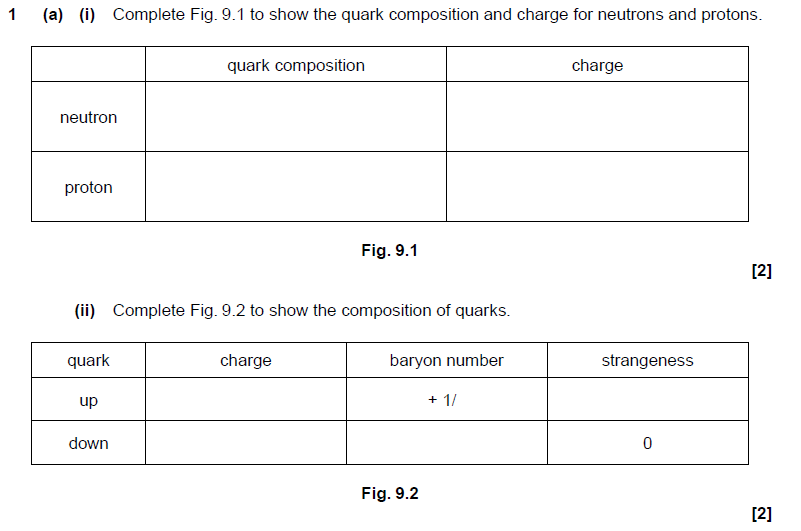 1 (a) (i) Complete Fig. 9.1 to show the quark composition and charge for neutrons and protons.
quark composition charge
neutron
proton
Fig. 9.1
[2]
(ii) Complete Fig. 9.2 to show the composition of quarks.
quark charge baryon number strangeness
up + 1/
down 0
Fig. 9.2
[2]